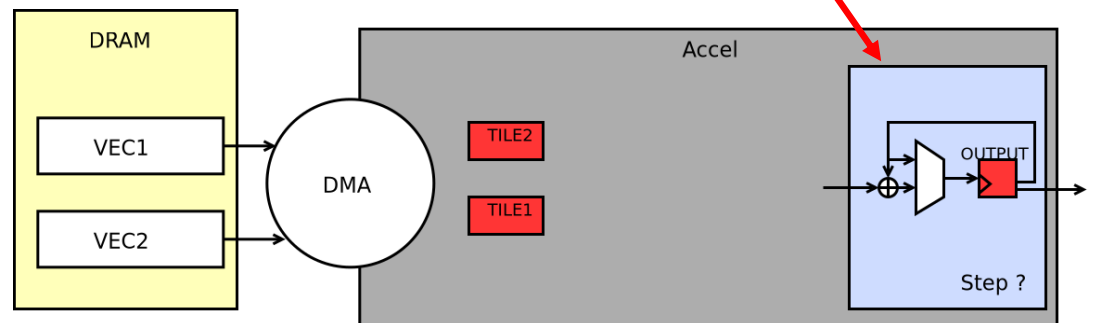 DRAM
Accel
VEC1
VEC2
DMA
TILE2
TILE1
OUTPUT
Step ?